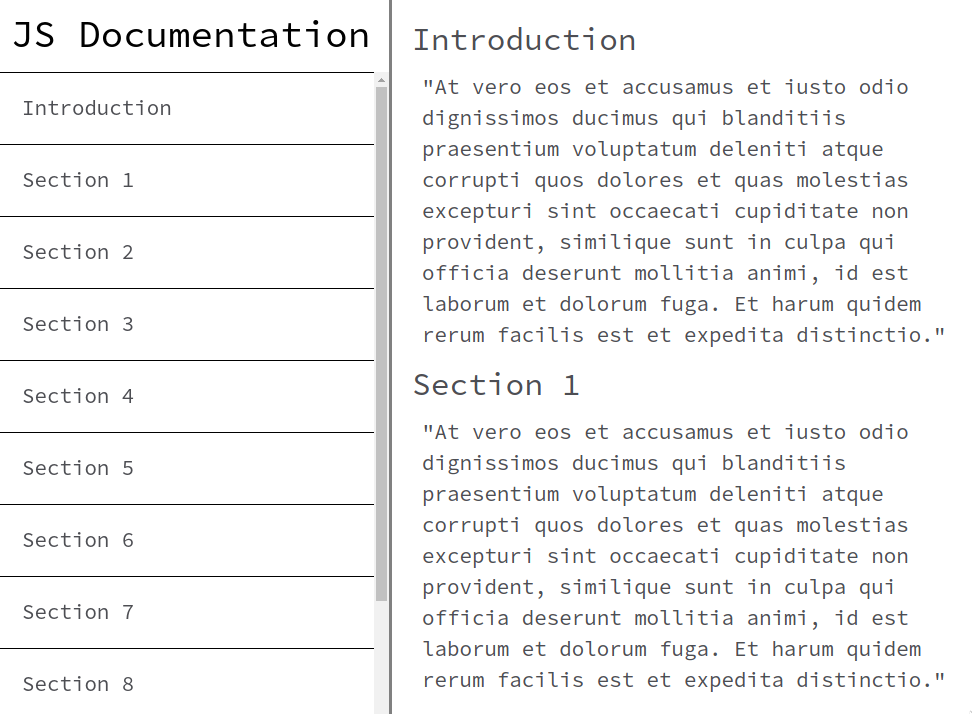 JS Documentation
Introduction
Section 1
Section 2
Section 3
Section 4
Section 5
Section 6
Section 7
Section 8
Introduction
"At vero eos et accusamus et iusto odio
dignissimos ducimus qui blanditiis
praesentium voluptatum deleniti atque
corrupti quos dolores et quas molestias
excepturi sint occaecati cupiditate non
provident, similique sunt in culpa qui
officia deserunt mollitia animi, id est
laborum et dolorum fuga. Et harum quidem
rerum facilis est et expedita distinctio."
Section 1
"At vero eos et accusamus et iusto odio
dignissimos ducimus qui blanditiis
praesentium voluptatum deleniti atque
corrupti quos dolores et quas molestias
excepturi sint occaecati cupiditate non
provident, similique sunt in culpa qui
officia deserunt mollitia animi, id est
laborum et dolorum fuga. Et harum quidem
rerum facilis est et expedita distinctio."